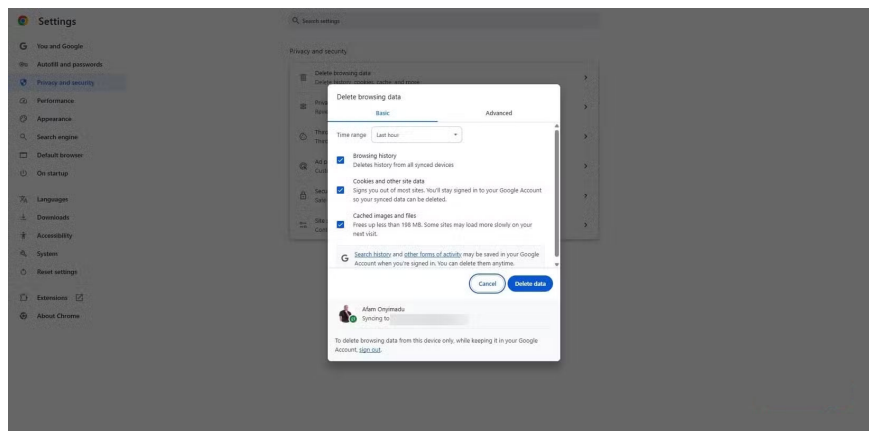 Settings
Search settings
You and Google
Autofill and passwords
Privacy and security
Performance
Appearance
Search engine
Default browser
On startup
Languages
Downloads
Accessibility
System
Reset settings
Extensions
About Chrome
Privacy and security
Delete browsing data
Delete history, cookies, cache, and more
Delete browsing data
Basic
Advanced
Time range
Last hour
Browsing history
Deletes history from all synced devices
Cookies and other site data
Signs you out of most sites. You'll stay signed in to your Google Account
so your synced data can be deleted.
Cached images and files
Frees up less than 198 MB. Some sites may load more slowly on your
next visit.
Search history and other forms of activity may be saved in your Google
Account when you're signed in. You can delete them anytime.
Cancel
Delete data
Afam Onyimadu
Syncing to
To delete browsing data from this device only, while keeping it in your Google
Account, sign out.